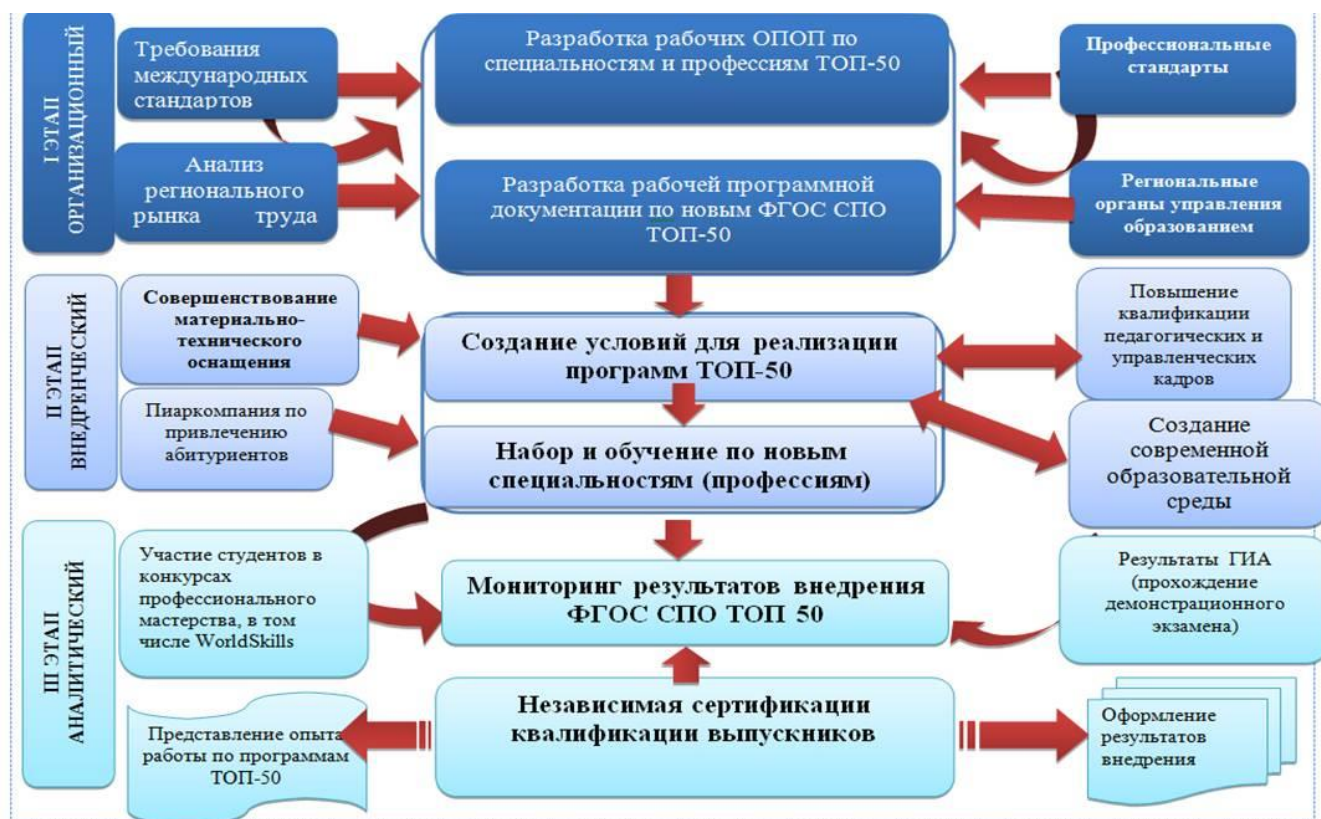 I ЭТАП
ОРГАНИЗАЦИОННЫЙ
Требования
международных
стандартов
Анализ
регионального
рынка труда
Разработка рабочих ОПОП по
специальностям и профессиям ТОП-50
Разработка рабочей программной
документации по новым ФГОС СПО
ТОП-50
Профессиональные
стандарты
Региональные
органы управления
образованием
II ЭТАП
ВНЕДРЕНЧЕСКИЙ
Совершенствование
материально-
технического
оснащения
Пиаркомпания по
привлечению
абитуриентов
Создание условий для реализации
программ ТОП-50
Набор и обучение по новым
специальностям (профессиям)
Повышение
квалификации
педагогических и
управленческих
кадров
Создание
современной
образовательной
среды
III ЭТАП
АНАЛИТИЧЕСКИЙ
Участие студентов в
конкурсах
профессионального
мастерства, в том
числе WorldSkills
Мониторинг результатов внедрения
ФГОС СПО ТОП 50
Результаты ГИА
(прохождение
демонстрационного
экзамена)
Представление опыта
работы по программам
ТОП-50
Независимая сертификации
квалификации выпускников
Оформление
результатов
внедрения